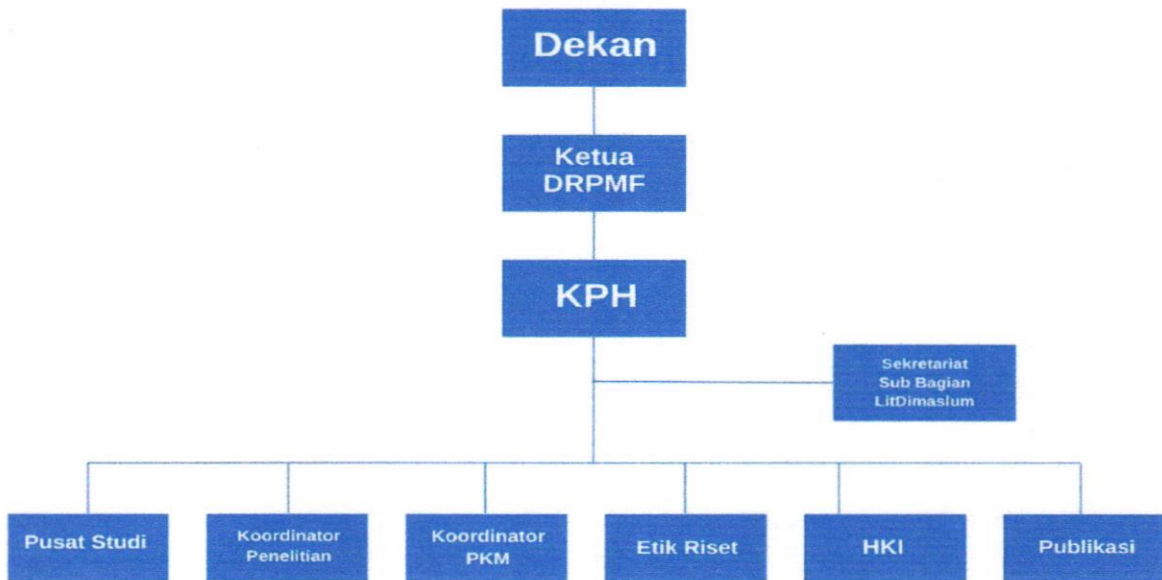 Dekan
Ketua
DRPMF
KPH
Sekretariat
Sub Bagian
LitDimaslum
Pusat Studi
Koordinator
Penelitian
Koordinator
PKM
Etik Riset
HKI
Publikasi